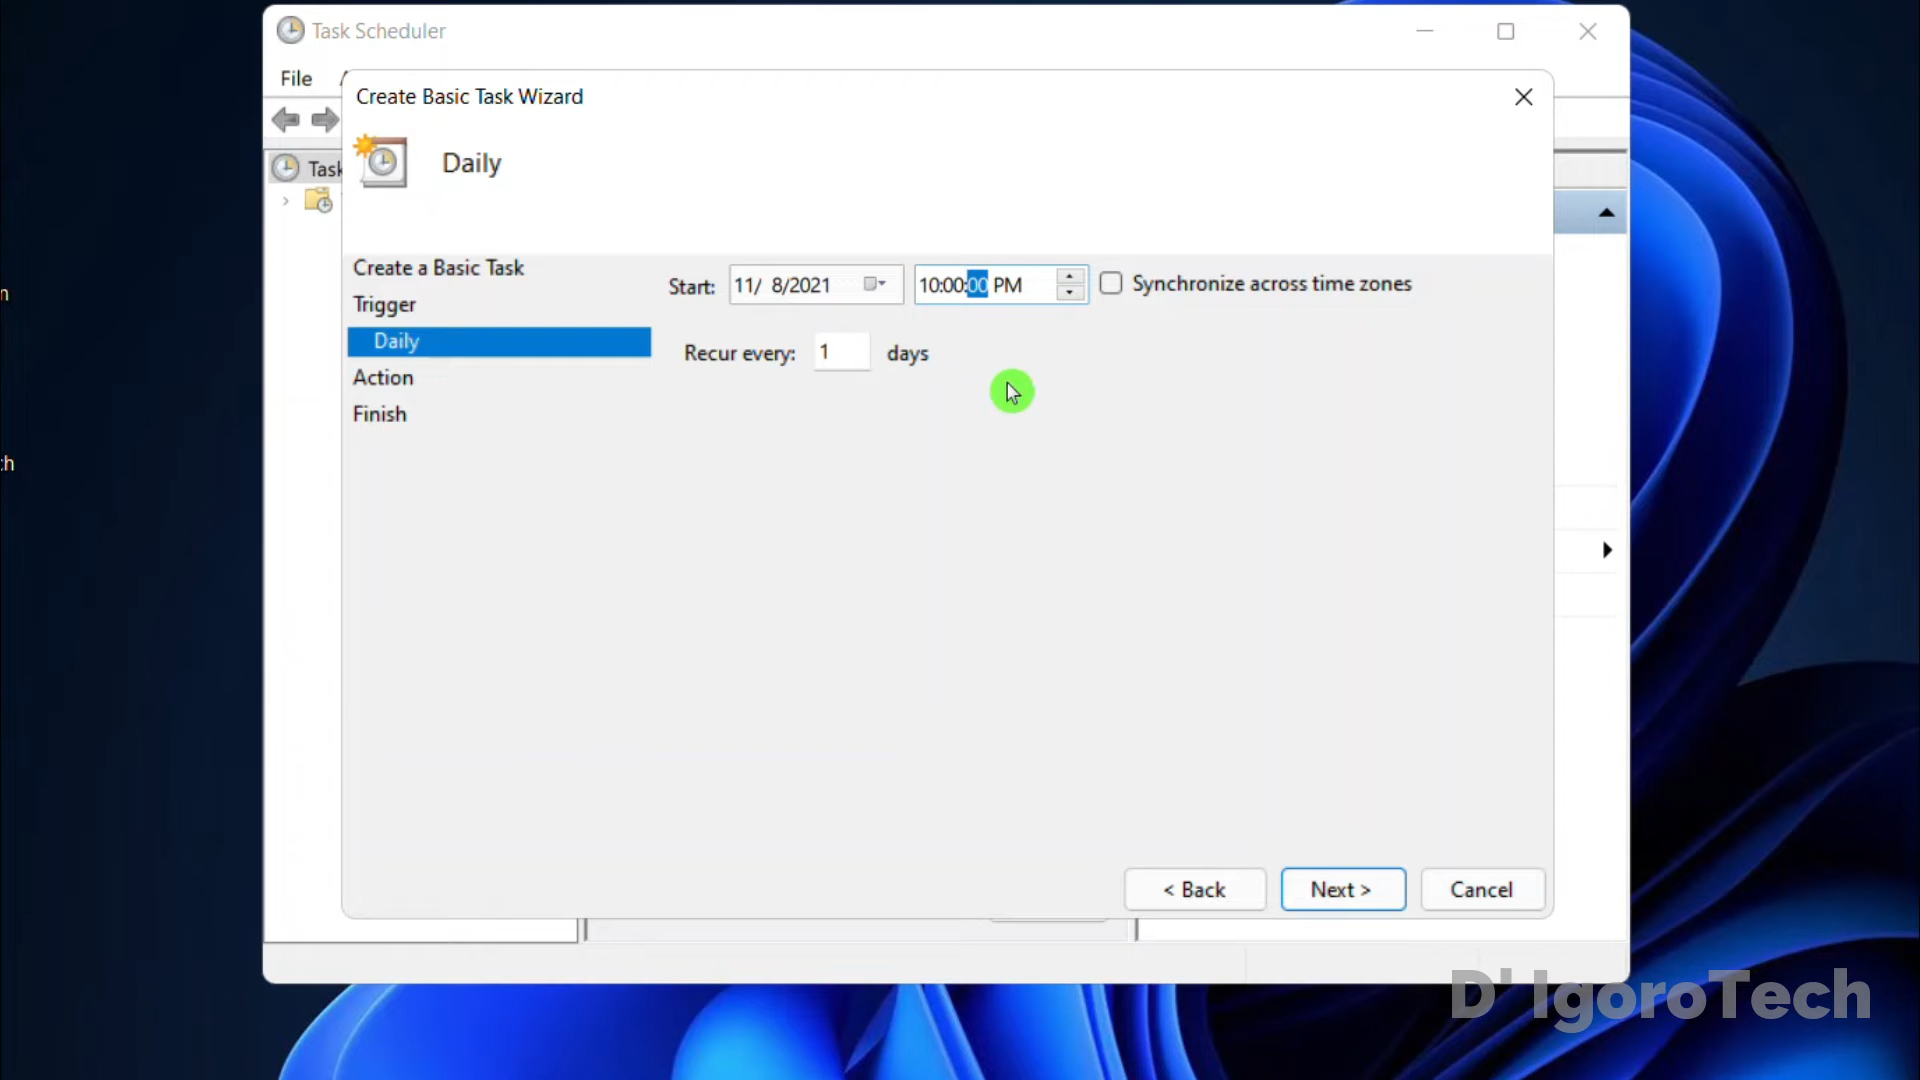 Task Scheduler
File
Create Basic Task Wizard
Task
Daily
Create a Basic Task
Trigger
Daily
Action
Finish
Start: 11/ 8/2021 10:00:00 PM Synchronize across time zones
Recur every: 1 days
< Back Next > Cancel
D' IgoroTech